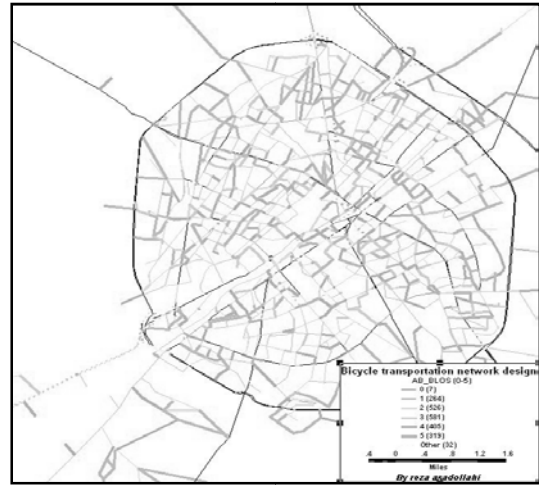 Bicycle transportation network design
AB_BLOS (0-5)
0 (7)
1 (264)
2 (526)
3 (581)
4 (405)
5 (319)
Other (32)
.4 0 .4 .8 1.2 1.6
Miles
By reza asadollahi